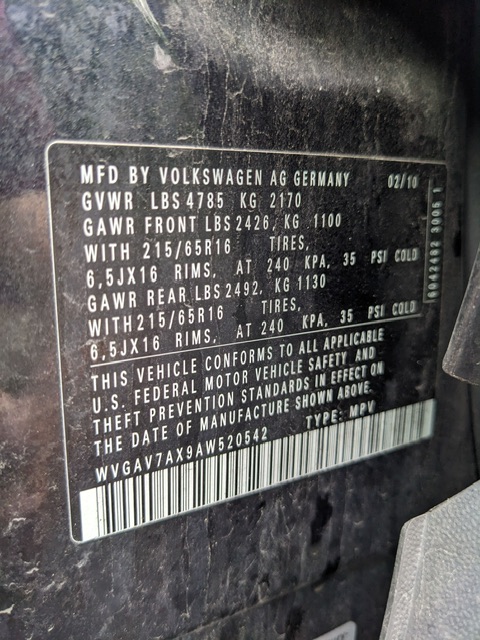 MFD BY VOLKSWAGEN AG GERMANY 02/10
GVWR LBS 4785 KG 2170
GAWR FRONT LBS 2426, KG 1100
WITH 215/65R16 TIRES,
6,5JX16 RIMS, AT 240 KPA, 35 PSI COLD
GAWR REAR LBS 2492, KG 1130
WITH 215/65R16 TIRES,
6,5JX16 RIMS, AT 240 KPA, 35 PSI COLD
THIS VEHICLE CONFORMS TO ALL APPLICABLE
U.S. FEDERAL MOTOR VEHICLE SAFETY AND
THEFT PREVENTION STANDARDS IN EFFECT ON
THE DATE OF MANUFACTURE SHOWN ABOVE.
WVGAV7AX9AW520542 TYPE: MPV